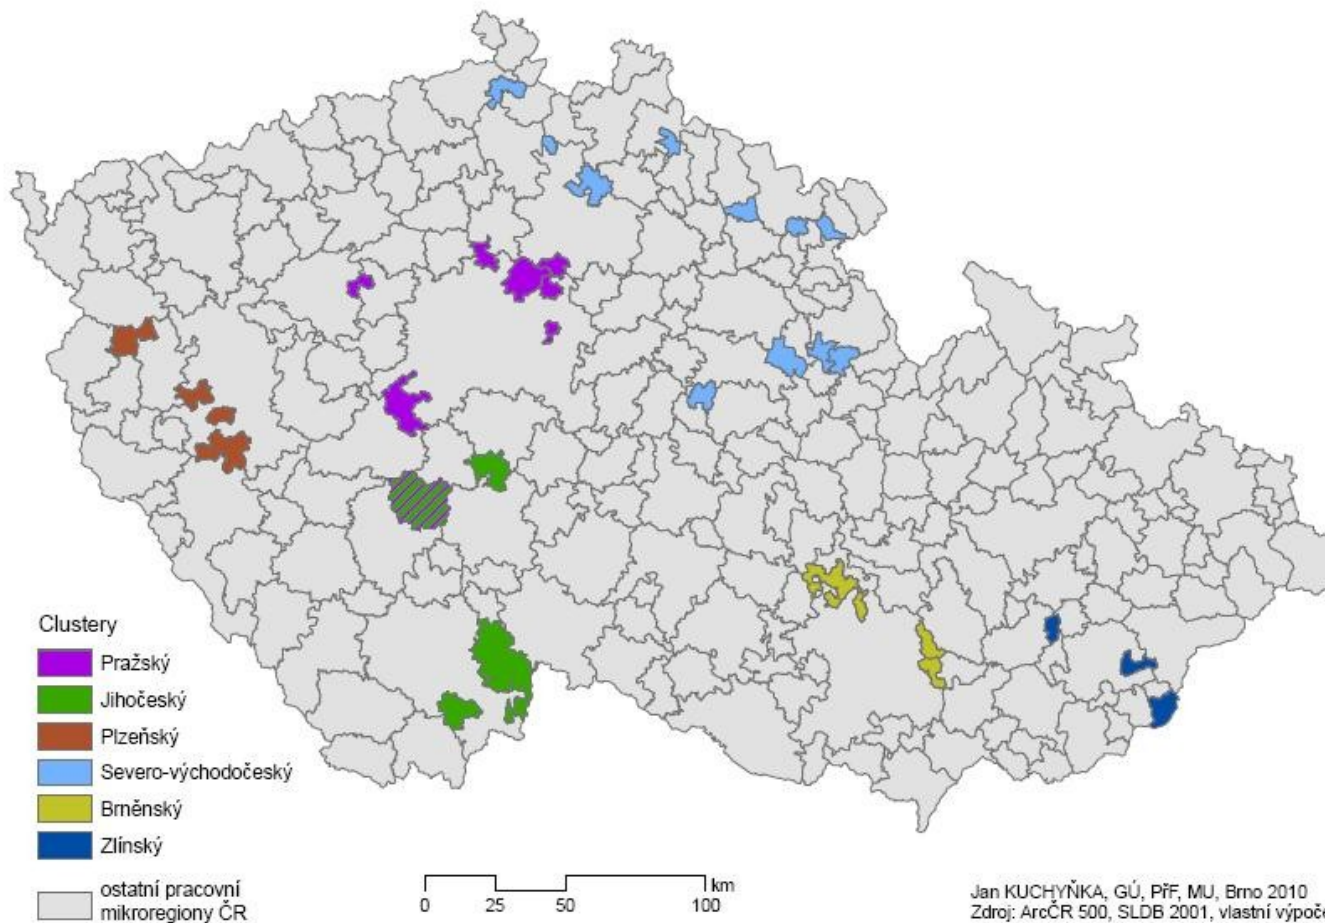 Clustery
Pražský
Jihočeský
Plzeňský
Severo-východočeský
Brněnský
Zlínský
ostatní pracovní
mikroregiony ČR
km
0 25 50 100
Jan KUCHYŇKA, GÚ, PřF, MU, Brno 2010
Zdroj: ArcČR 500, SLDB 2001, vlastní výpoč